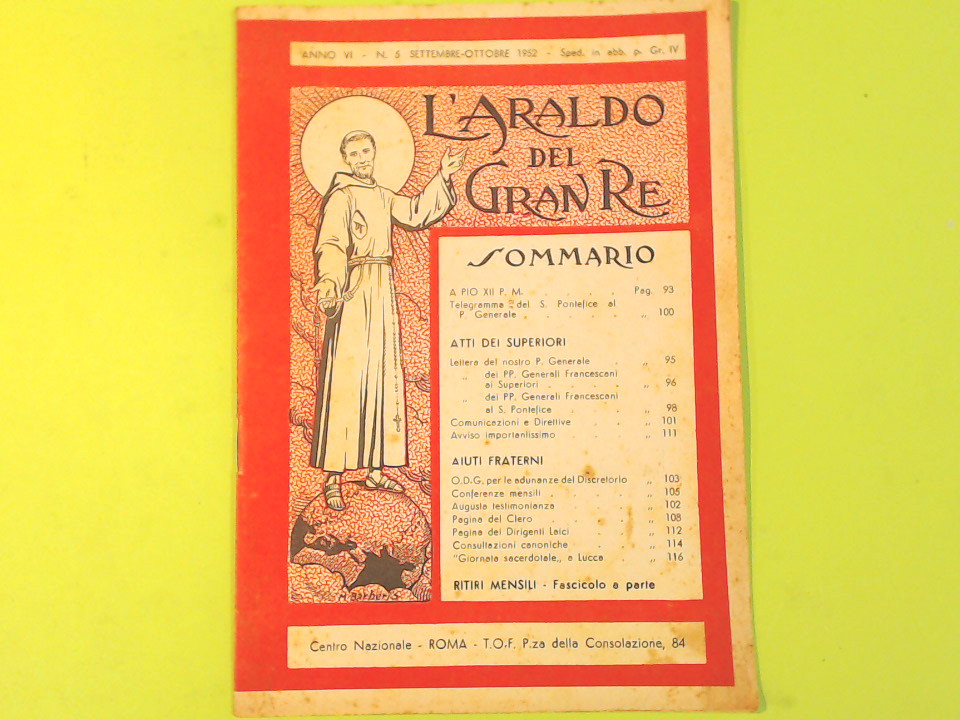 ANNO VI - N. 5 SETTEMBRE-OTTOBRE 1952 - Sped. in abb. p. Gr. IV
L'ARALDO
DEL
GRAN RE
SOMMARIO
A PIO XII P. M. . . . . Pag. 93
Telegramma del S. Pontefice al
P. Generale . . . . . „ 100
ATTI DEI SUPERIORI
Lettera del nostro P. Generale . „ 95
„ dei PP. Generali Francescani
ai Superiori . . . . „ 96
„ dei PP. Generali Francescani
al S. Pontefice . . „ 98
Comunicazioni e Direttive . . „ 101
Avviso importantissimo . . „ 111
AIUTI FRATERNI
O.D.G. per le adunanze del Discretorio „ 103
Conferenze mensili . . . . „ 105
Augusta testimonianza . . . „ 102
Pagina del Clero . . . . „ 108
Pagina dei Dirigenti Laici . . „ 112
Consultazioni canoniche . . „ 114
"Giornata sacerdotale„ a Lucca . „ 116
RITIRI MENSILI - Fascicolo a parte
M. Barberis
Centro Nazionale - ROMA - T.O.F. P.za della Consolazione, 84